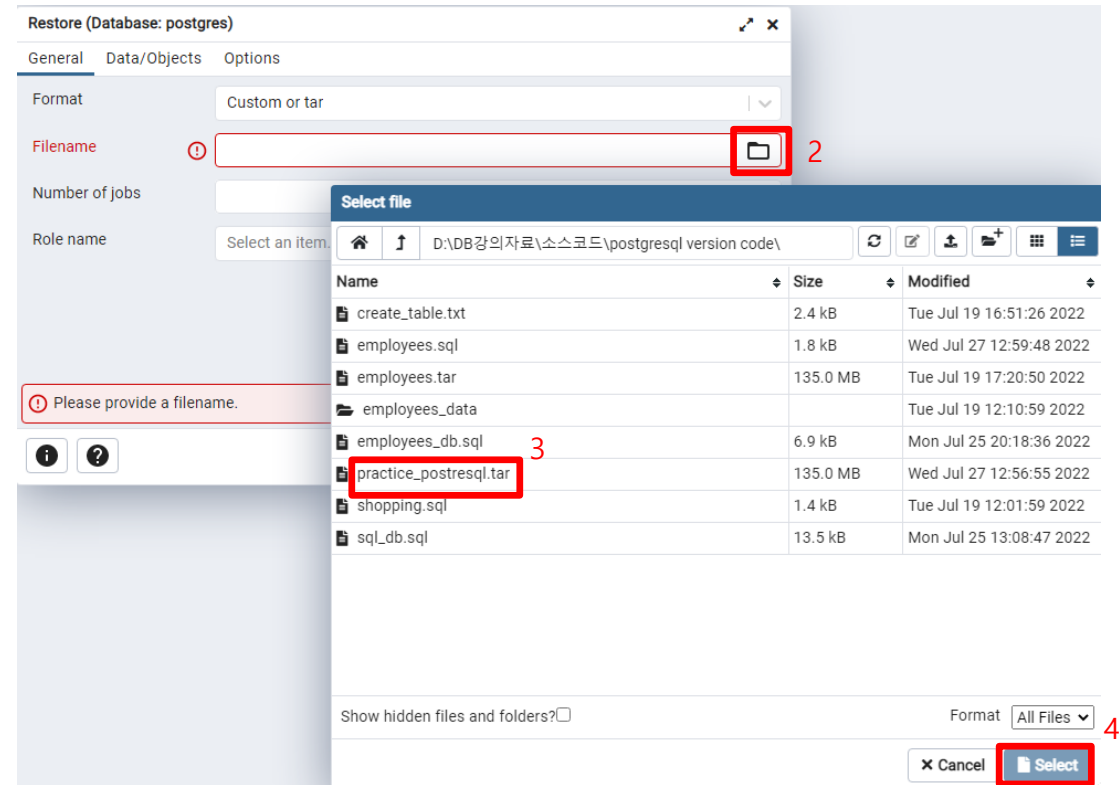 Restore (Database: postgres)
General Data/Objects Options
Format Custom or tar
Filename 2
Number of jobs
Role name Select an item.
Please provide a filename.
Select file
D:\DB강의자료\소스코드\postgresql version code\
Name Size Modified
create_table.txt 2.4 kB Tue Jul 19 16:51:26 2022
employees.sql 1.8 kB Wed Jul 27 12:59:48 2022
employees.tar 135.0 MB Tue Jul 19 17:20:50 2022
employees_data Tue Jul 19 12:10:59 2022
employees_db.sql 6.9 kB Mon Jul 25 20:18:36 2022
3
practice_postresql.tar 135.0 MB Wed Jul 27 12:56:55 2022
shopping.sql 1.4 kB Tue Jul 19 12:01:59 2022
sql_db.sql 13.5 kB Mon Jul 25 13:08:47 2022
Show hidden files and folders? Format All Files
4
Cancel Select